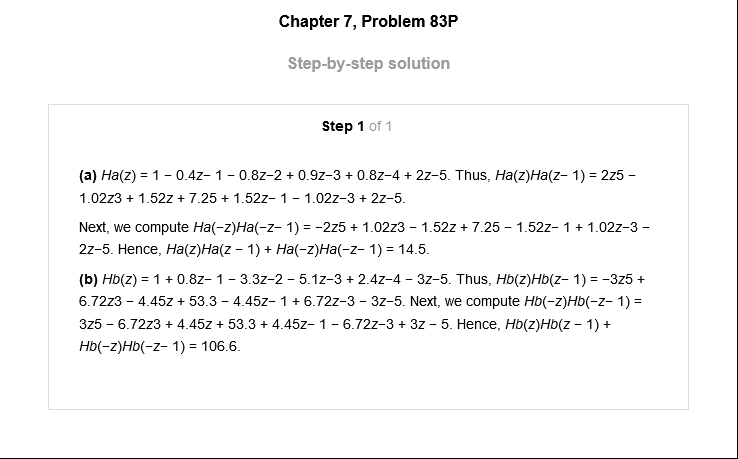 Chapter 7, Problem 83P
Step-by-step solution
Step 1 of 1
(a) Ha(z) = 1 − 0.4z− 1 − 0.8z−2 + 0.9z−3 + 0.8z−4 + 2z−5. Thus, Ha(z)Ha(z− 1) = 2z5 −
1.02z3 + 1.52z + 7.25 + 1.52z− 1 − 1.02z−3 + 2z−5.
Next, we compute Ha(−z)Ha(−z− 1) = −2z5 + 1.02z3 − 1.52z + 7.25 − 1.52z− 1 + 1.02z−3 −
2z−5. Hence, Ha(z)Ha(z − 1) + Ha(−z)Ha(−z− 1) = 14.5.
(b) Hb(z) = 1 + 0.8z− 1 − 3.3z−2 − 5.1z−3 + 2.4z−4 − 3z−5. Thus, Hb(z)Hb(z− 1) = −3z5 +
6.72z3 − 4.45z + 53.3 − 4.45z− 1 + 6.72z−3 − 3z−5. Next, we compute Hb(−z)Hb(−z− 1) =
3z5 − 6.72z3 + 4.45z + 53.3 + 4.45z− 1 − 6.72z−3 + 3z − 5. Hence, Hb(z)Hb(z − 1) +
Hb(−z)Hb(−z− 1) = 106.6.